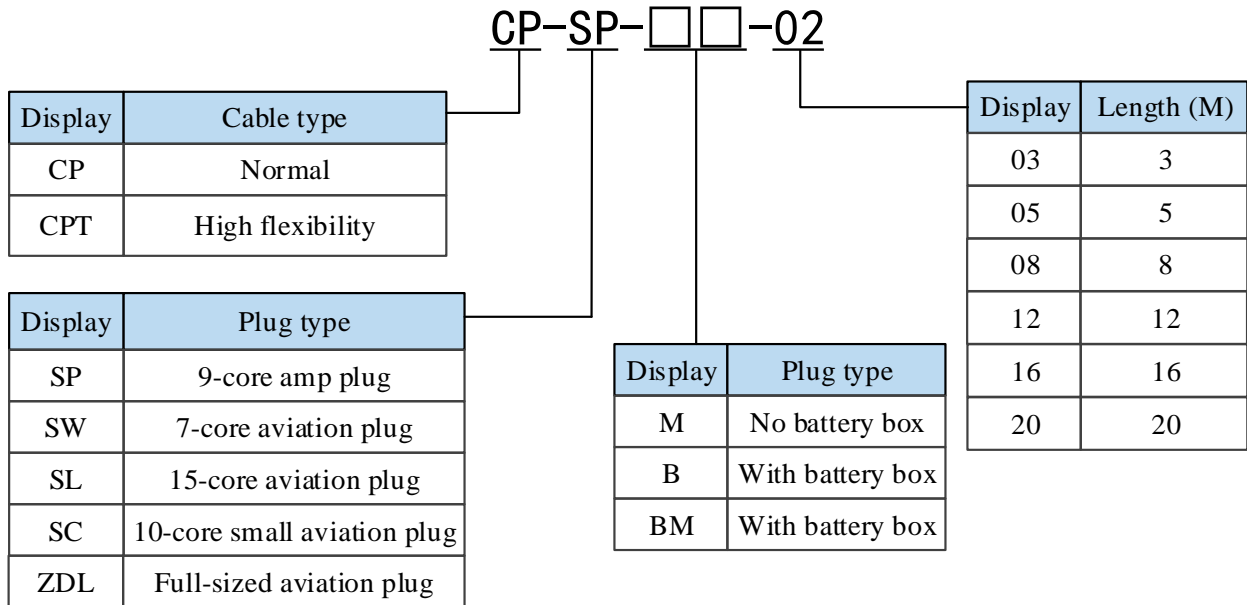 CP-SP-□□-02
Display Cable type
CP Normal
CPT High flexibility
Display Plug type
SP 9-core amp plug
SW 7-core aviation plug
SL 15-core aviation plug
SC 10-core small aviation plug
ZDL Full-sized aviation plug
Display Plug type
M No battery box
B With battery box
BM With battery box
Display Length (M)
03 3
05 5
08 8
12 12
16 16
20 20